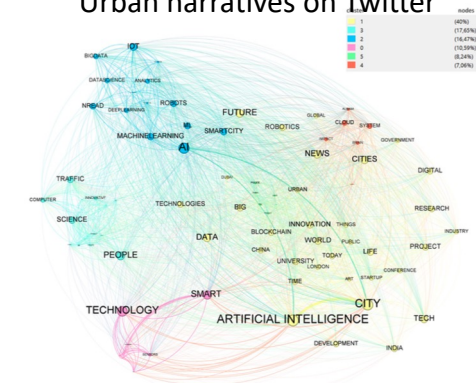 Urban narratives on Twitter
nodes
1 (40%)
3 (17,65%)
2 (16,47%)
0 (10,59%)
5 (8,24%)
4 (7,06%)
IOT
BIGDATA
DATASCIENCE ANALYTICS
NREAD DEEPLEARNING ROBOTS
FUTURE
GLOBAL
ML
CLOUD SYSTEM
MACHINELEARNING SMARTCITY ROBOTICS
GOVERNMENT
AI
NEWS CITIES
DIGITAL
TRAFFIC
URBAN
COMPUTER
TECHNOLOGIES BIG
RESEARCH
SCIENCE
INNOVATION THINGS
BLOCKCHAIN
INDUSTRY
DATA
WORLD PUBLIC
PROJECT
CHINA
LIFE
PEOPLE
TODAY
UNIVERSITY
LONDON
CONFERENCE
TIME ART STARTUP
SMART
CITY
TECHNOLOGY
ARTIFICIAL INTELLIGENCE
TECH
DEVELOPMENT
INDIA